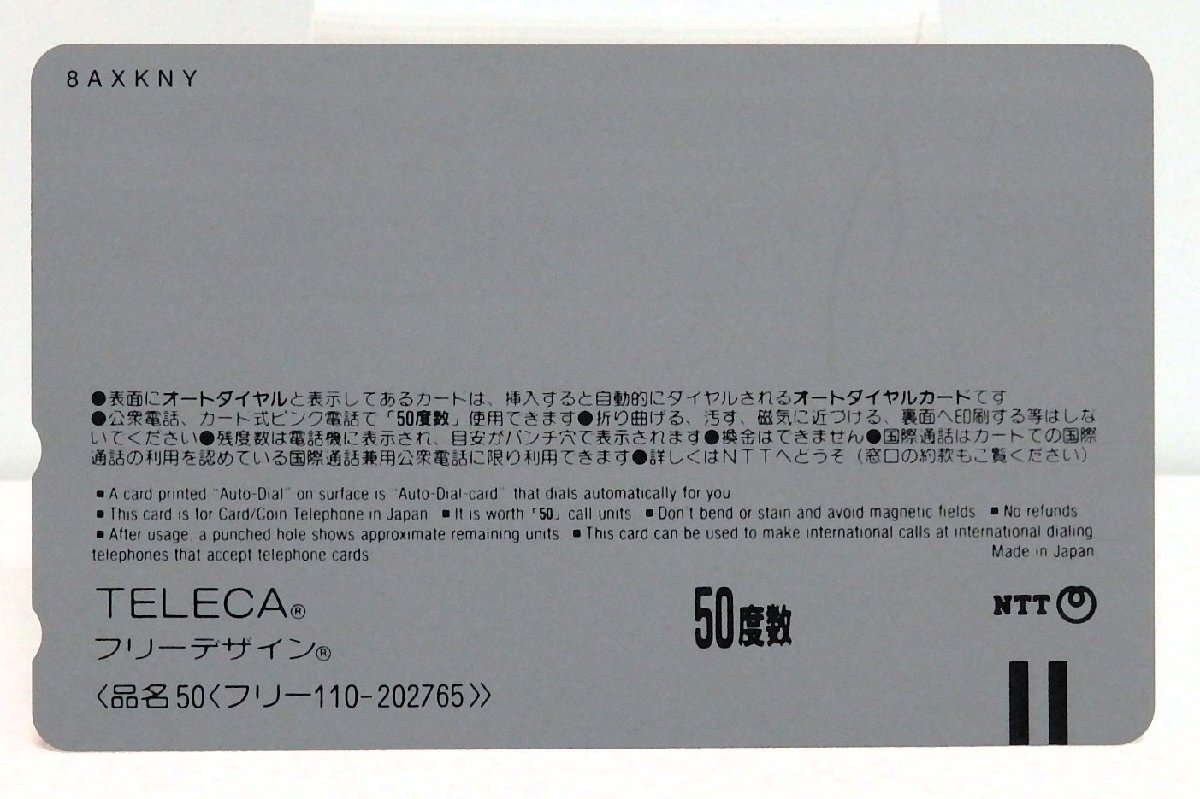 8AXKNY
●表面にオートダイヤルと表示してあるカードは、挿入すると自動的にダイヤルされるオートダイヤルカードです
●公衆電話、カード式ピンク電話で「50度数」使用できます●折り曲げる、汚す、磁気に近づける、裏面へ印刷する等はしな
いでください●残度数は電話機に表示され、目安がパンチ穴で表示されます●換金はできません●国際通話はカードでの国際
通話の利用を認めている国際通話兼用公衆電話に限り利用できます●詳しくはNTTへどうぞ（窓口の約款もご覧ください）
■A card printed "Auto-Dial" on surface is "Auto-Dial-card" that dials automatically for you
■This card is for Card/Coin Telephone in Japan ■It is worth「50」call units ■Don't bend or stain and avoid magnetic fields ■No refunds
■After usage, a punched hole shows approximate remaining units ■This card can be used to make international calls at international dialing
telephones that accept telephone cards
Made in Japan
TELECA®
50度数
NTT
フリーデザイン®
〈品名50〈フリー110-202765〉〉